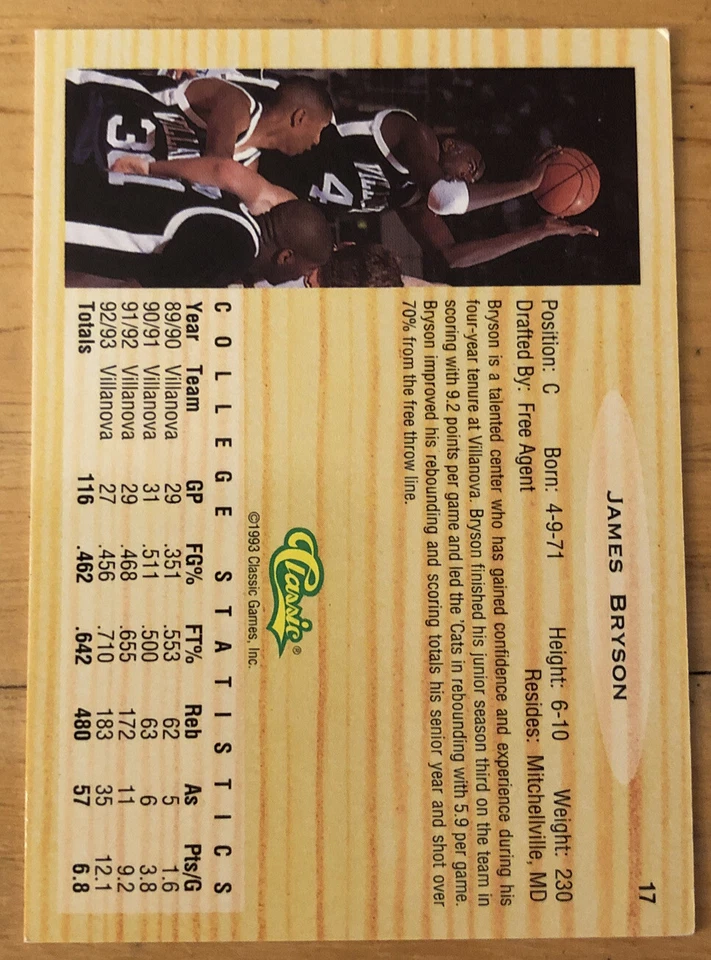 17
JAMES BRYSON
Position: C Born: 4-9-71 Height: 6-10 Weight: 230
Drafted By: Free Agent Resides: Mitchellville, MD
Bryson is a talented center who has gained confidence and experience during his
four-year tenure at Villanova. Bryson finished his junior season third on the team in
scoring with 9.2 points per game and led the 'Cats in rebounding with 5.9 per game.
Bryson improved his rebounding and scoring totals his senior year and shot over
70% from the free throw line.
Classic®
©1993 Classic Games, Inc.
COLLEGE STATISTICS
Year Team GP FG% FT% Reb As Pts/G
89/90 Villanova 29 .351 .553 62 5 1.6
90/91 Villanova 31 .511 .500 63 6 3.8
91/92 Villanova 29 .468 .655 172 11 9.2
92/93 Villanova 27 .456 .710 183 35 12.1
Totals 116 .462 .642 480 57 6.8
4